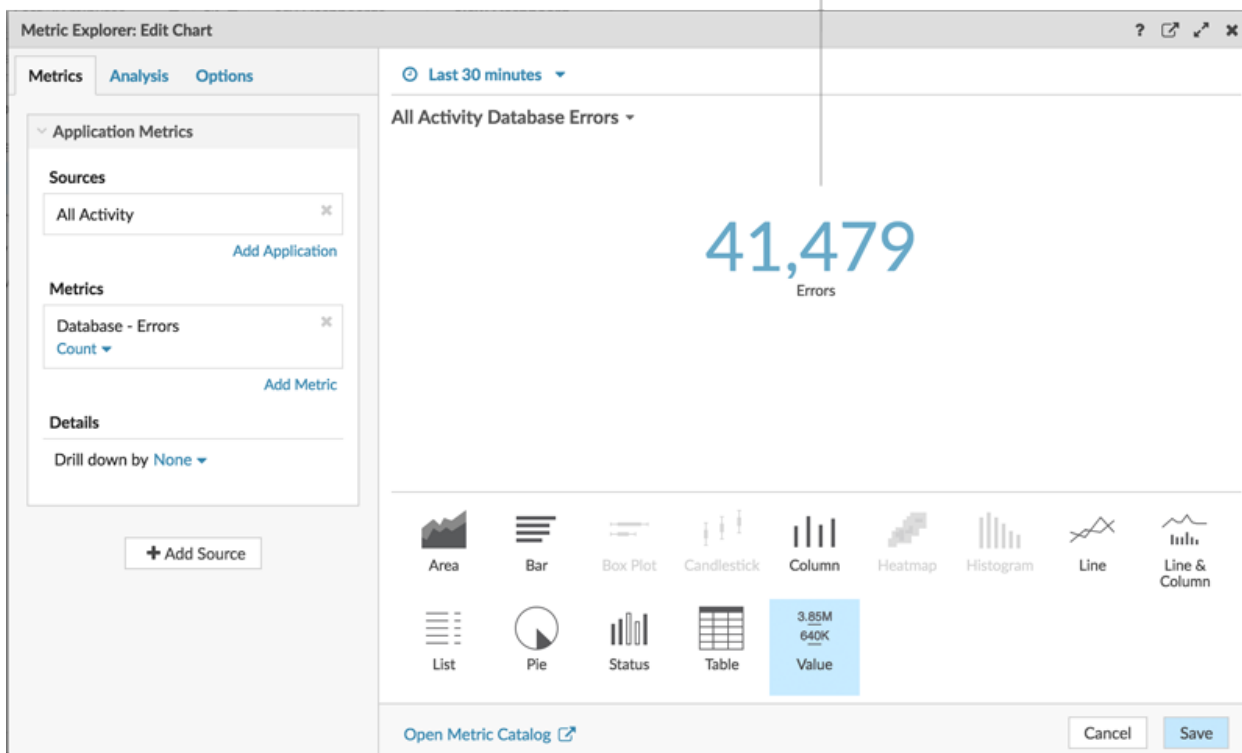 Metric Explorer: Edit Chart
?
Metrics Analysis Options
Last 30 minutes
Application Metrics
All Activity Database Errors
Sources
All Activity
Add Application
41,479
Errors
Metrics
Database - Errors
Count
Add Metric
Details
Drill down by None
+ Add Source
Area Bar Box Plot Candlestick Column Heatmap Histogram Line Line &
Column
3.85M
640K
List Pie Status Table Value
Open Metric Catalog
Cancel Save